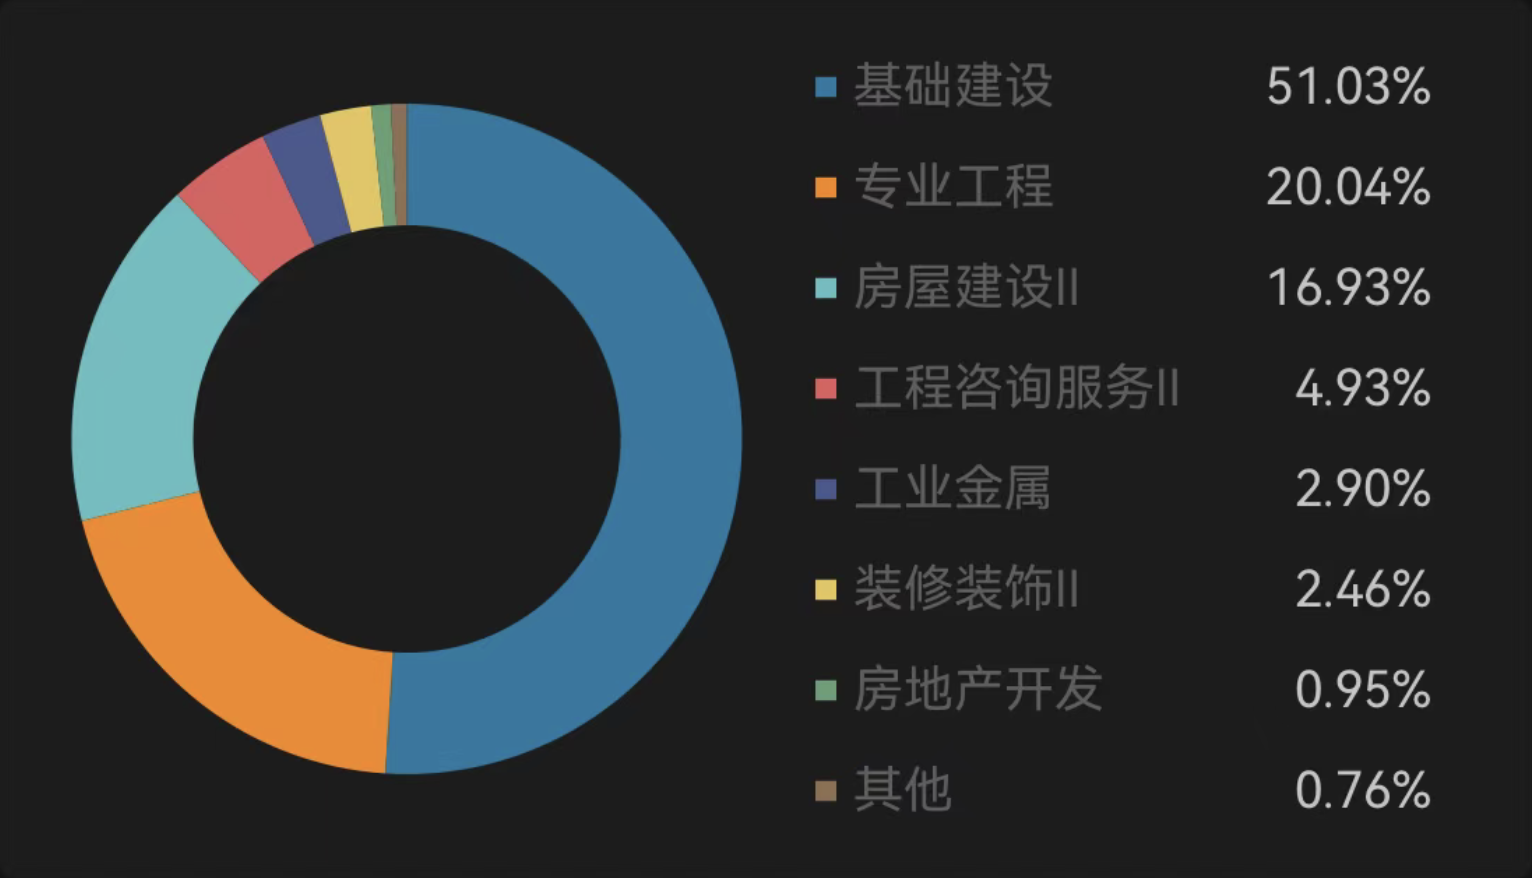 基础建设 51.03%
专业工程 20.04%
房屋建设II 16.93%
工程咨询服务II 4.93%
工业金属 2.90%
装修装饰II 2.46%
房地产开发 0.95%
其他 0.76%